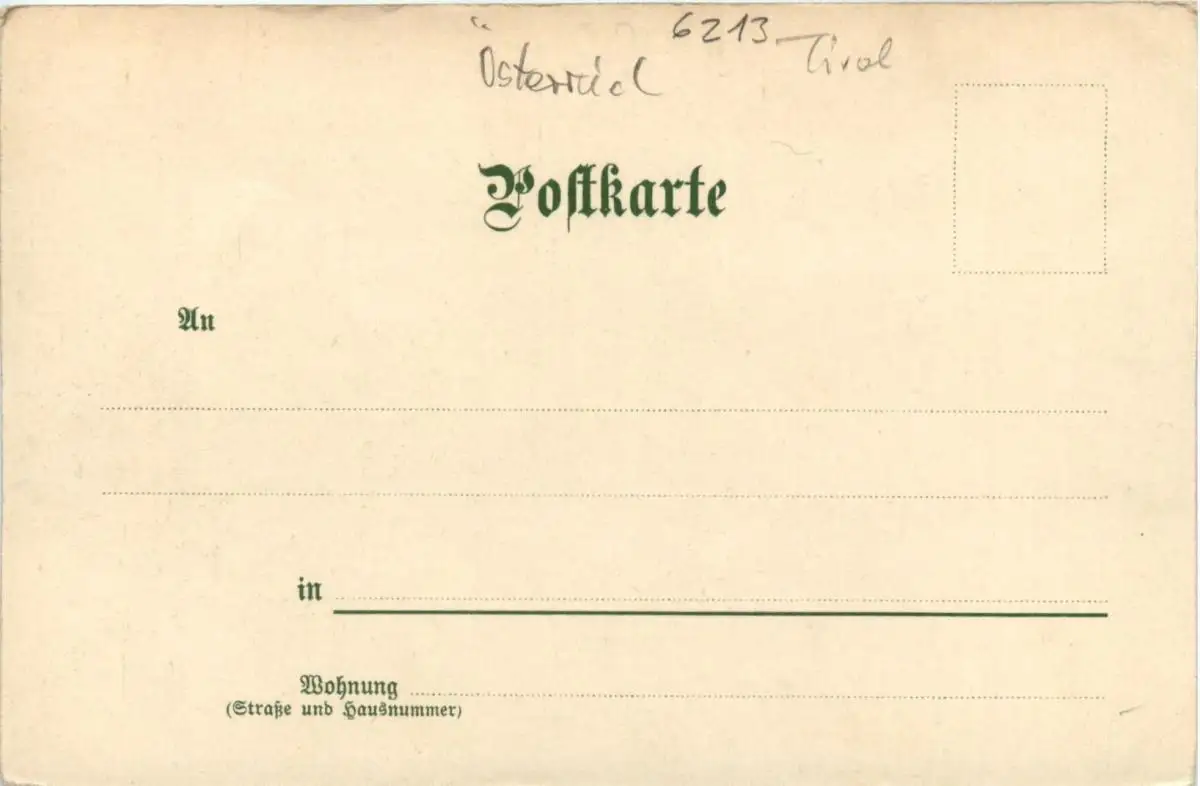 6213
Österreich Tirol
Postkarte
An
in
Wohnung
(Straße und Hausnummer)